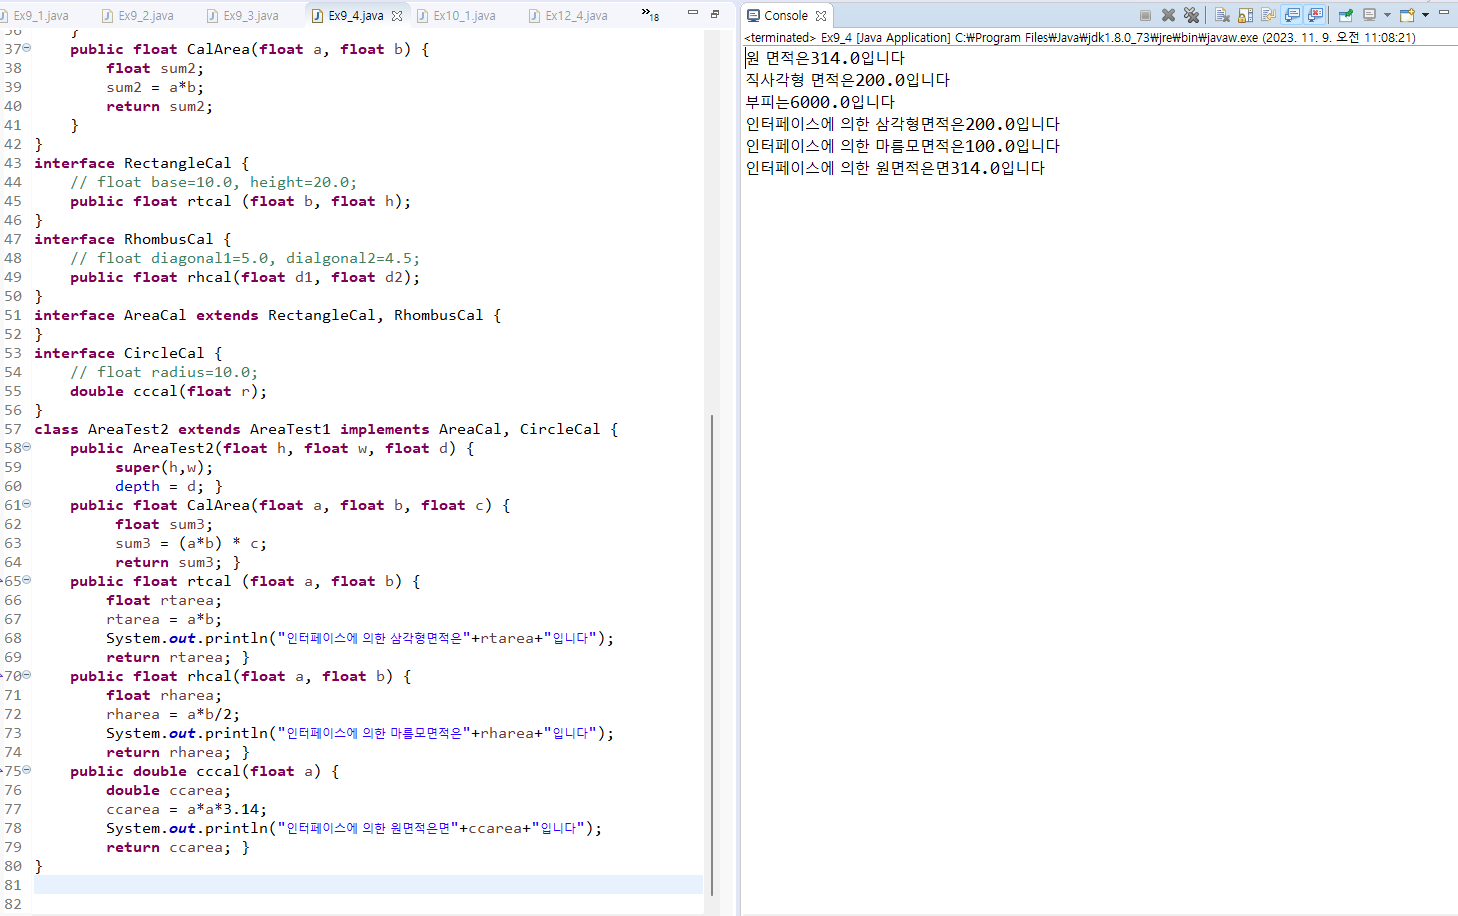 Ex9_1.java Ex9_2.java Ex9_3.java Ex9_4.java Ex10_1.java Ex12_4.java »18
36 }
37 public float CalArea(float a, float b) {
38 float sum2;
39 sum2 = a*b;
40 return sum2;
41 }
42 }
43 interface RectangleCal {
44 // float base=10.0, height=20.0;
45 public float rtcal (float b, float h);
46 }
47 interface RhombusCal {
48 // float diagonal1=5.0, dialgonal2=4.5;
49 public float rhcal(float d1, float d2);
50 }
51 interface AreaCal extends RectangleCal, RhombusCal {
52 }
53 interface CircleCal {
54 // float radius=10.0;
55 double cccal(float r);
56 }
57 class AreaTest2 extends AreaTest1 implements AreaCal, CircleCal {
58 public AreaTest2(float h, float w, float d) {
59 super(h,w);
60 depth = d; }
61 public float CalArea(float a, float b, float c) {
62 float sum3;
63 sum3 = (a*b) * c;
64 return sum3; }
65 public float rtcal (float a, float b) {
66 float rtarea;
67 rtarea = a*b;
68 System.out.println("인터페이스에 의한 삼각형면적은"+rtarea+"입니다");
69 return rtarea; }
70 public float rhcal(float a, float b) {
71 float rharea;
72 rharea = a*b/2;
73 System.out.println("인터페이스에 의한 마름모면적은"+rharea+"입니다");
74 return rharea; }
75 public double cccal(float a) {
76 double ccarea;
77 ccarea = a*a*3.14;
78 System.out.println("인터페이스에 의한 원면적은면"+ccarea+"입니다");
79 return ccarea; }
80 }
81
82
Console
<terminated> Ex9_4 [Java Application] C:₩Program Files₩Java₩jdk1.8.0_73₩jre₩bin₩javaw.exe (2023. 11. 9. 오전 11:08:21)
원 면적은314.0입니다
직사각형 면적은200.0입니다
부피는6000.0입니다
인터페이스에 의한 삼각형면적은200.0입니다
인터페이스에 의한 마름모면적은100.0입니다
인터페이스에 의한 원면적은면314.0입니다